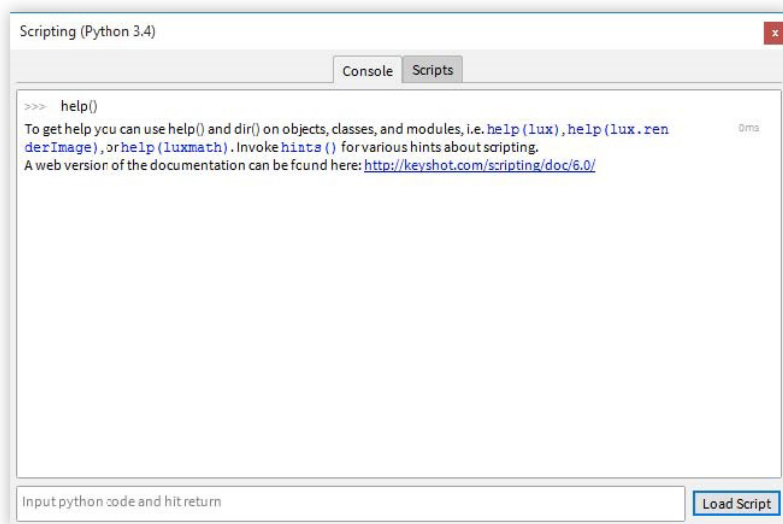 Scripting (Python 3.4)
x
Console Scripts
>>> help()
To get help you can use help() and dir() on objects, classes, and modules, i.e. help(lux), help(lux.ren 0ms
derImage), or help(luxmath). Invoke hints() for various hints about scripting.
A web version of the documentation can be found here: http://keyshot.com/scripting/doc/6.0/
Input python code and hit return
Load Script